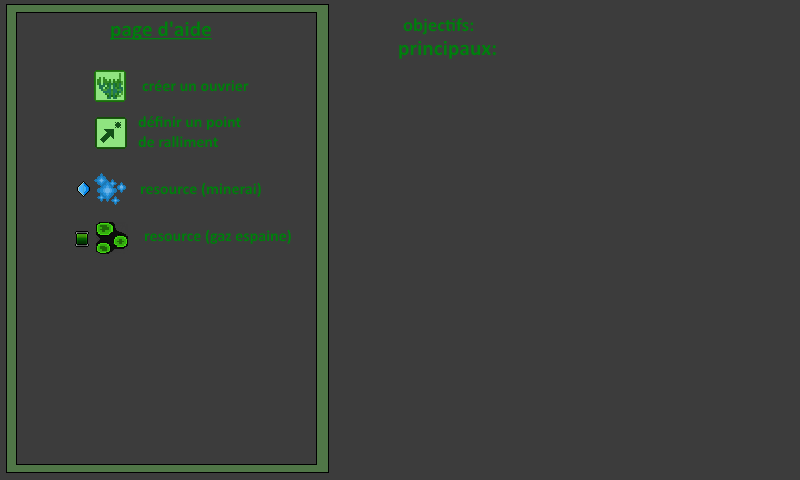 page d'aide
créer un ouvrier
définir un point
de ralliment
resource (minerai)
resource (gaz espaine)
objectifs:
principaux: